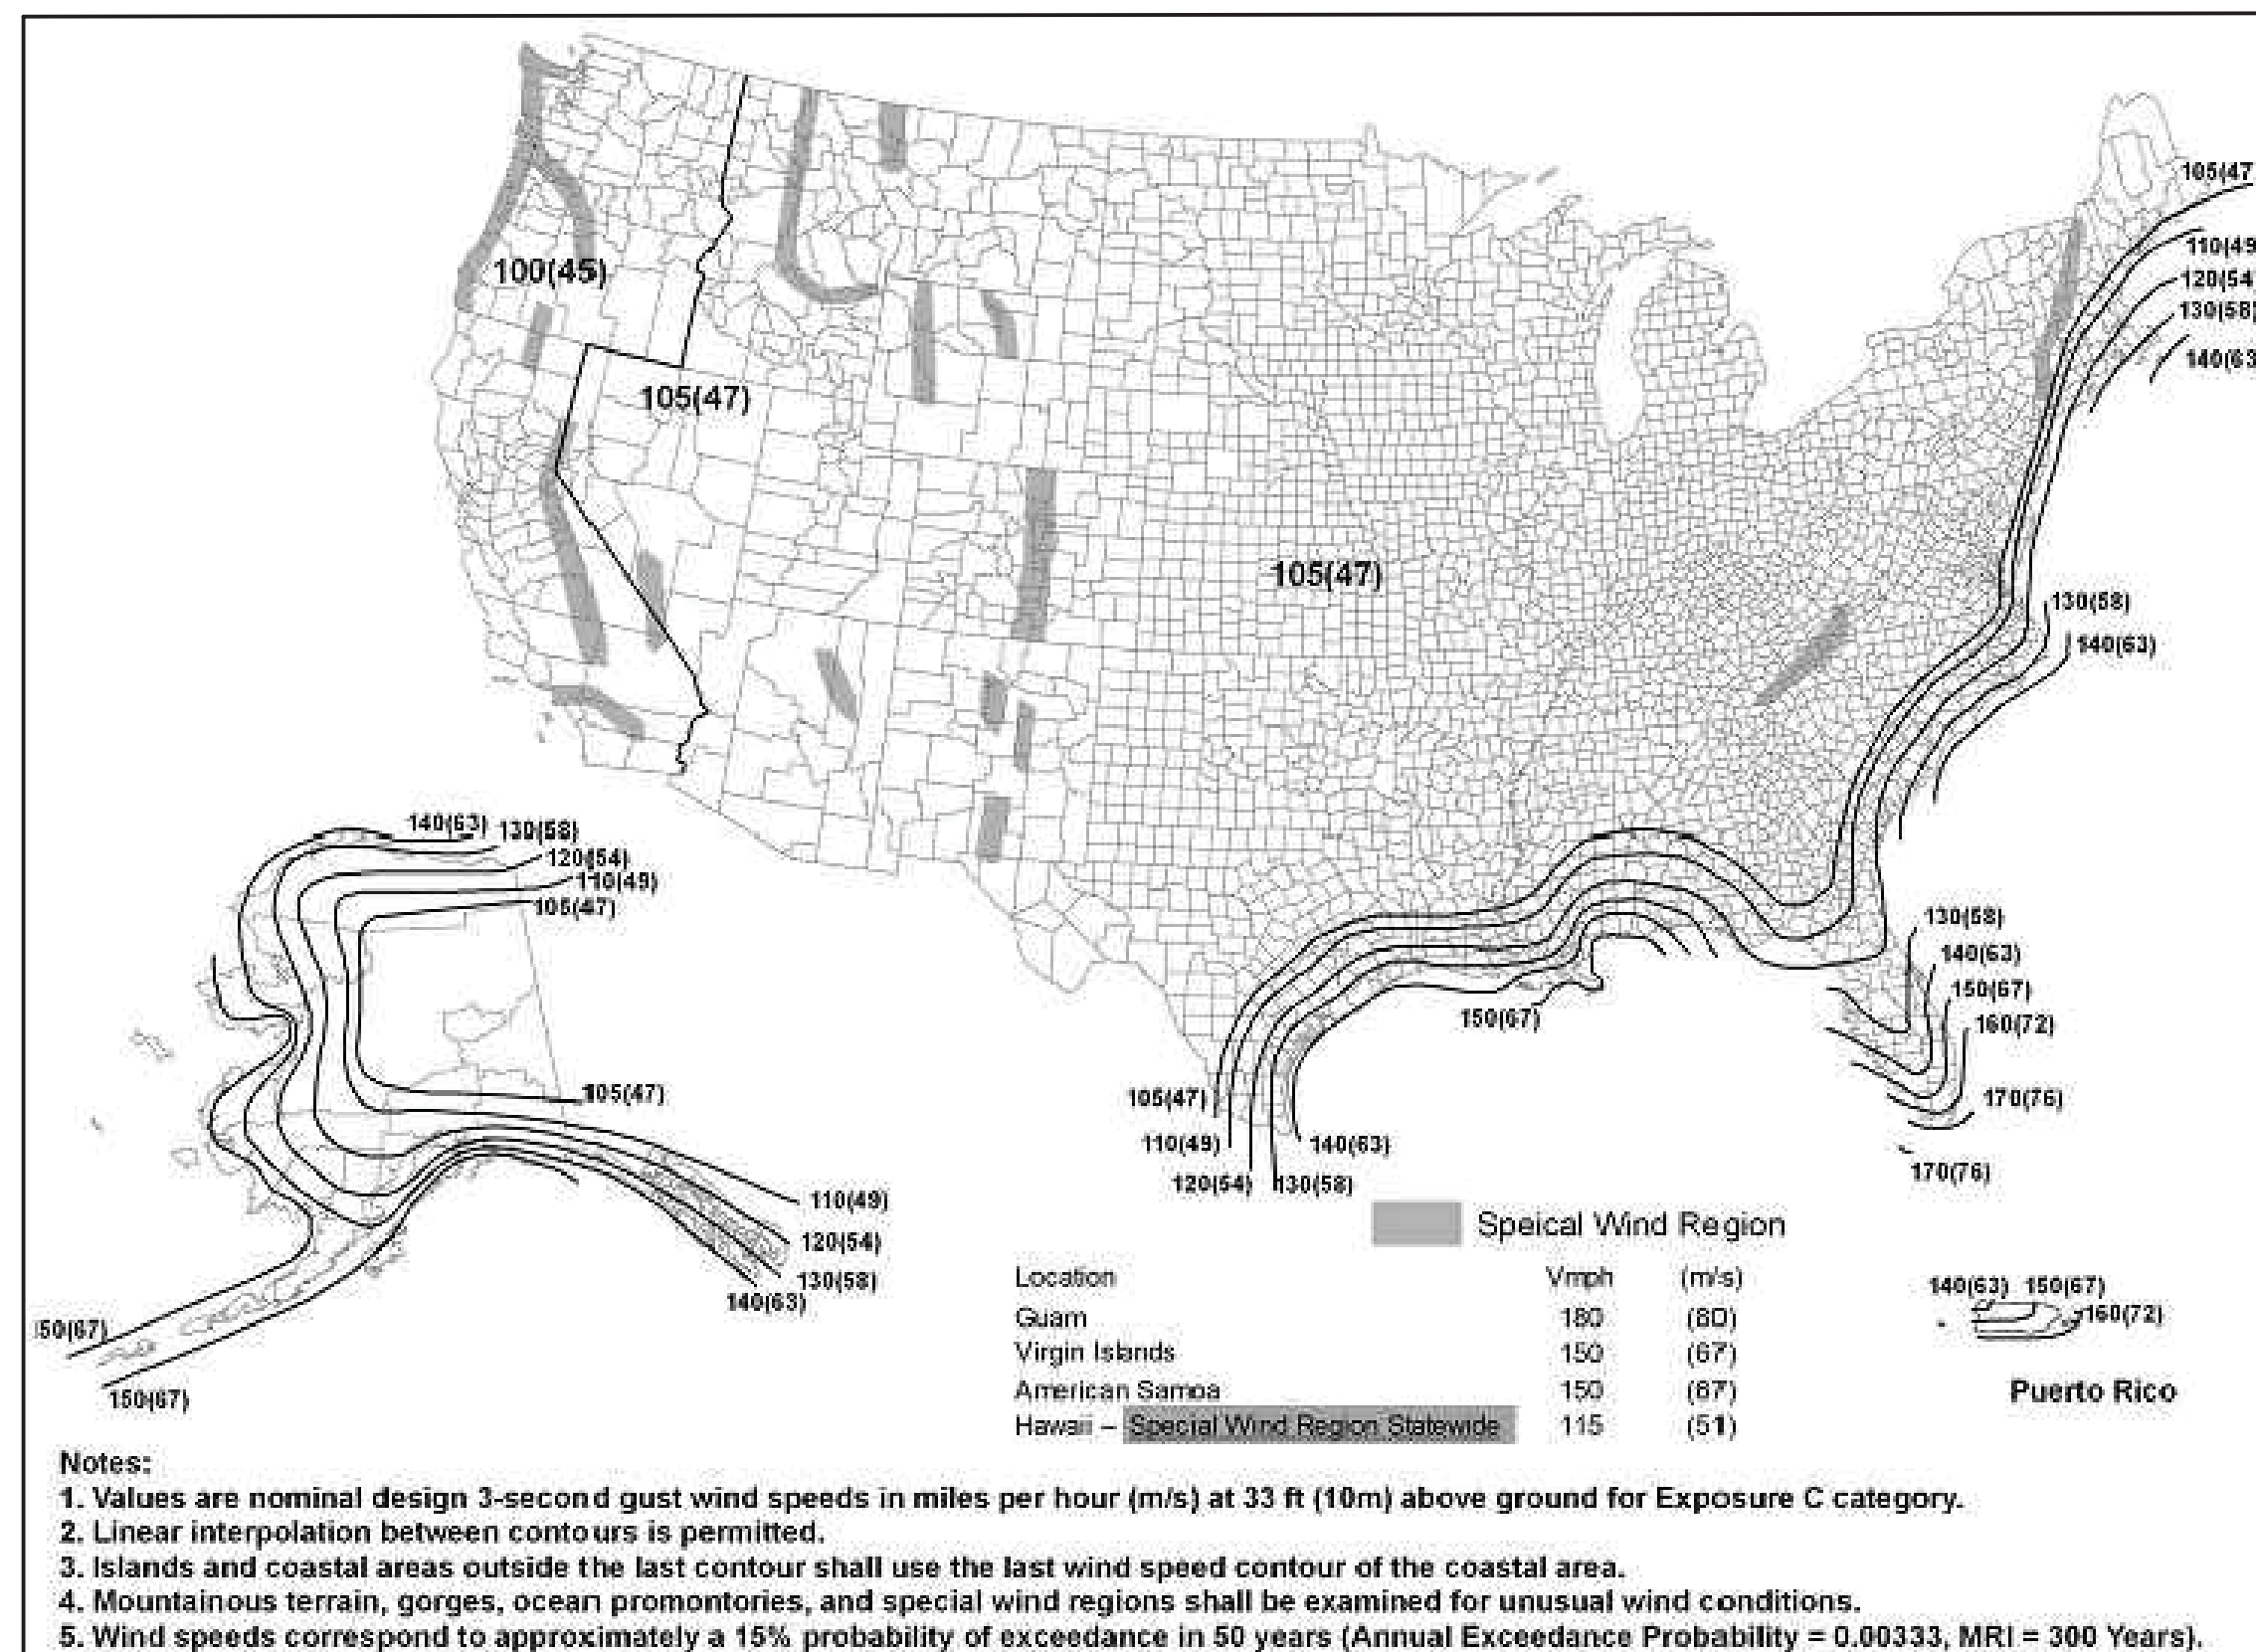 105(47
110(49
120(54
130(58)
140(63
100(45)
105(47)
105(47)
130(58)
140(63)
140(63) 130(58)
120(54)
110(49)
105(47)
130(58)
140(63)
150(67)
160(72)
170(76)
170(76)
150(67)
105(47)
110(49)
120(54) 130(58)
140(63)
105(47)
110(49)
120(54)
130(58)
140(63)
50(67)
150(67)
Speical Wind Region
Location Vmph (m/s)
Guam 180 (80)
Virgin Islands 150 (67)
American Samoa 150 (67)
Hawaii – Special Wind Region Statewide 115 (51)
140(63) 150(67)
160(72)
Puerto Rico
Notes:
1. Values are nominal design 3-second gust wind speeds in miles per hour (m/s) at 33 ft (10m) above ground for Exposure C category.
2. Linear interpolation between contours is permitted.
3. Islands and coastal areas outside the last contour shall use the last wind speed contour of the coastal area.
4. Mountainous terrain, gorges, ocean promontories, and special wind regions shall be examined for unusual wind conditions.
5. Wind speeds correspond to approximately a 15% probability of exceedance in 50 years (Annual Exceedance Probability = 0.00333, MRI = 300 Years).